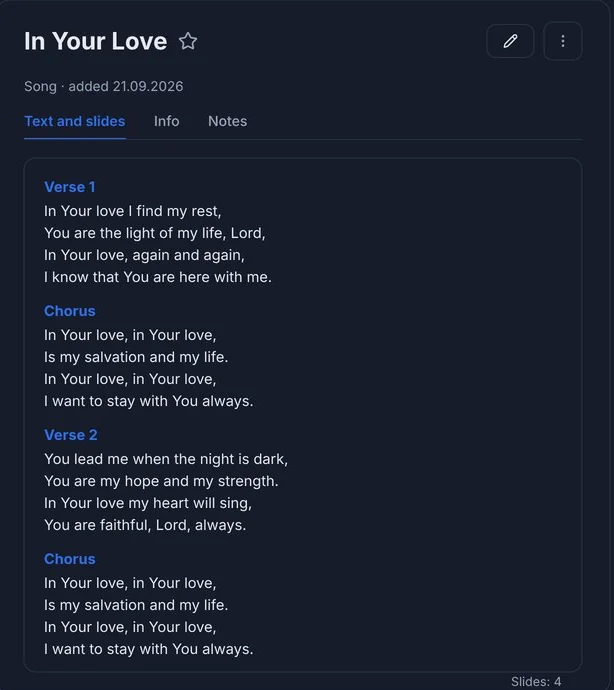 In Your Love
Song · added 21.09.2026
Text and slides Info Notes
Verse 1
In Your love I find my rest,
You are the light of my life, Lord,
In Your love, again and again,
I know that You are here with me.
Chorus
In Your love, in Your love,
Is my salvation and my life.
In Your love, in Your love,
I want to stay with You always.
Verse 2
You lead me when the night is dark,
You are my hope and my strength.
In Your love my heart will sing,
You are faithful, Lord, always.
Chorus
In Your love, in Your love,
Is my salvation and my life.
In Your love, in Your love,
I want to stay with You always.
Slides: 4